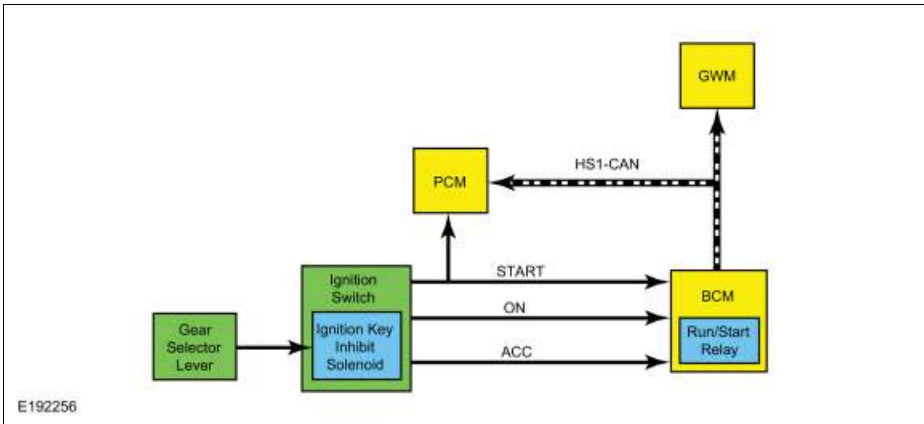 GWM
HS1-CAN
PCM
START
Ignition
Switch
BCM
ON
Ignition Key
Inhibit
Solenoid
Run/Start
Relay
Gear
Selector
Lever
ACC
E192256